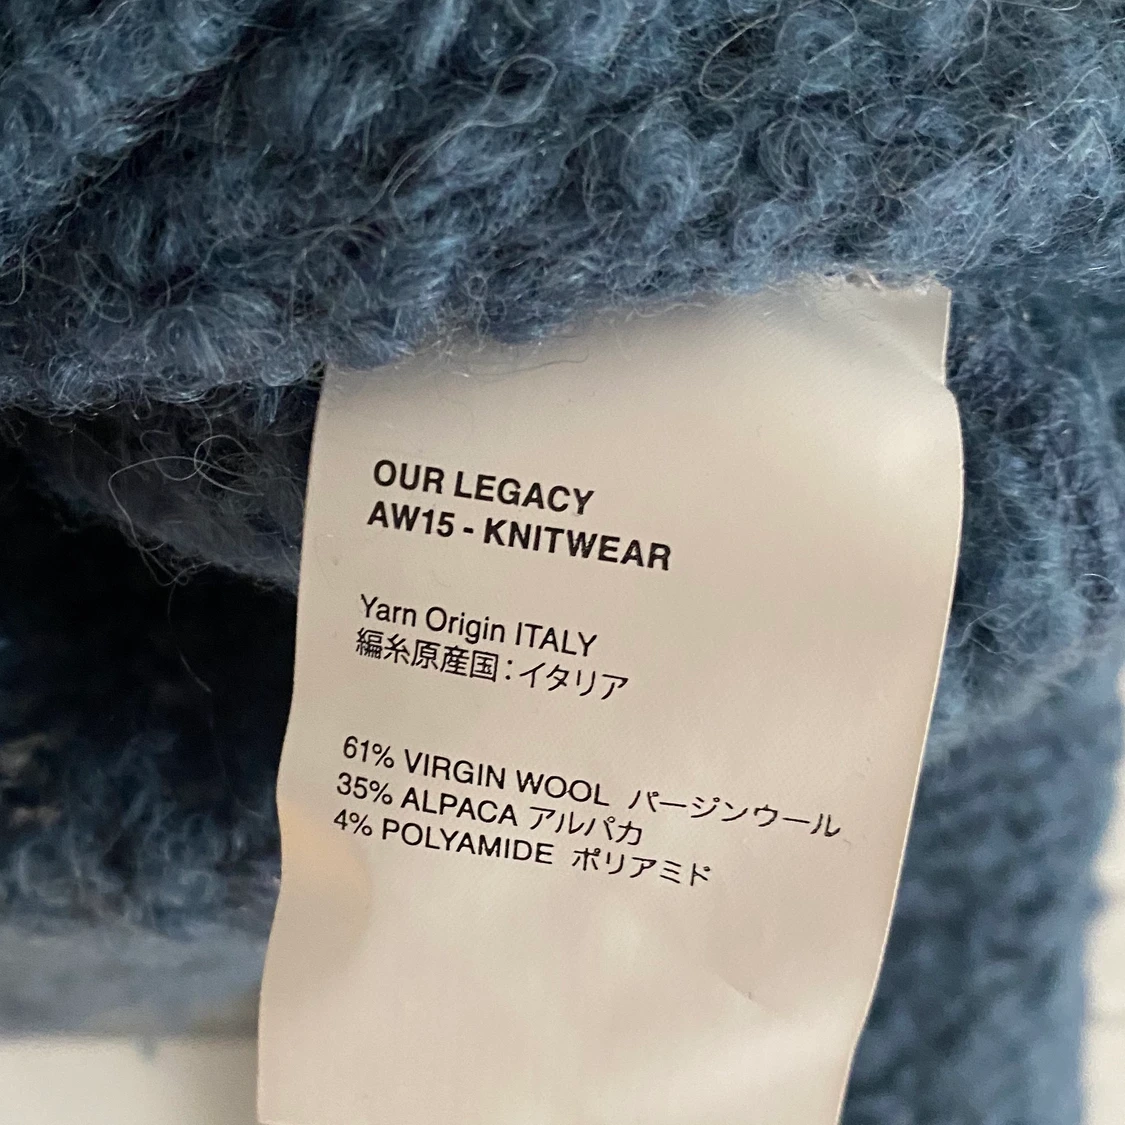 OUR LEGACY
AW15 - KNITWEAR
Yarn Origin ITALY
編糸原産国：イタリア
61% VIRGIN WOOL バージンウール
35% ALPACA アルパカ
4% POLYAMIDE ポリアミド